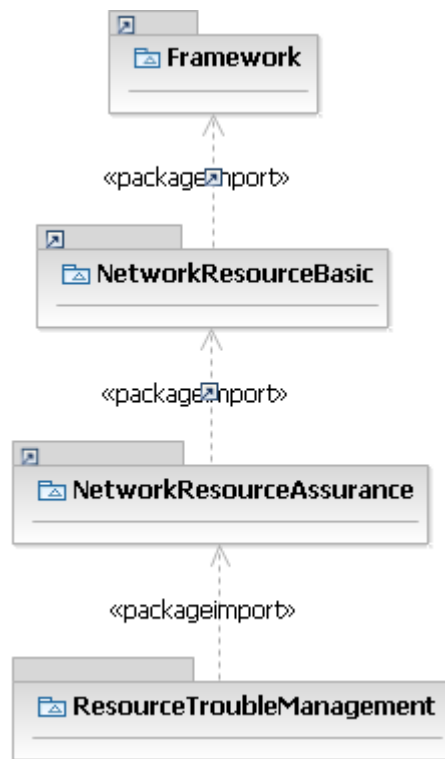 Framework
«packageimport»
NetworkResourceBasic
«packageimport»
NetworkResourceAssurance
«packageimport»
ResourceTroubleManagement